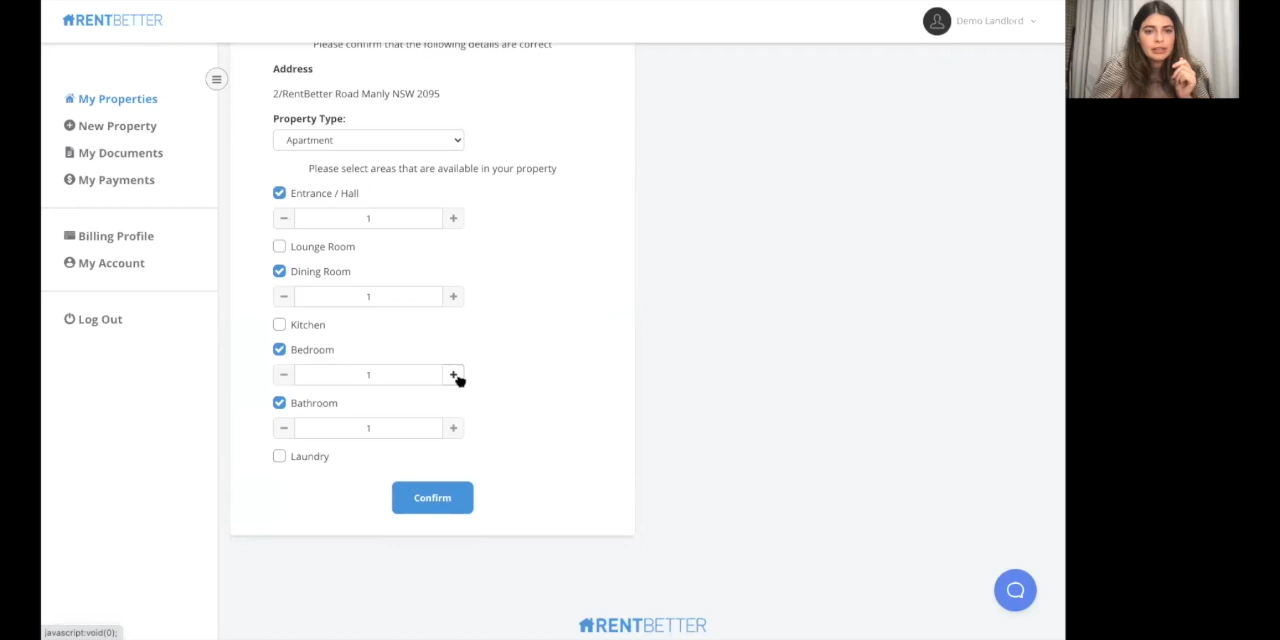 RENTBETTER
Demo Landlord
My Properties
New Property
My Documents
My Payments
Billing Profile
My Account
Log Out
Please confirm that the following details are correct
Address
2/RentBetter Road Manly NSW 2095
Property Type:
Apartment
Please select areas that are available in your property
Entrance / Hall
1
Lounge Room
Dining Room
1
Kitchen
Bedroom
1
Bathroom
1
Laundry
Confirm
RENTBETTER
javascript:void(0);